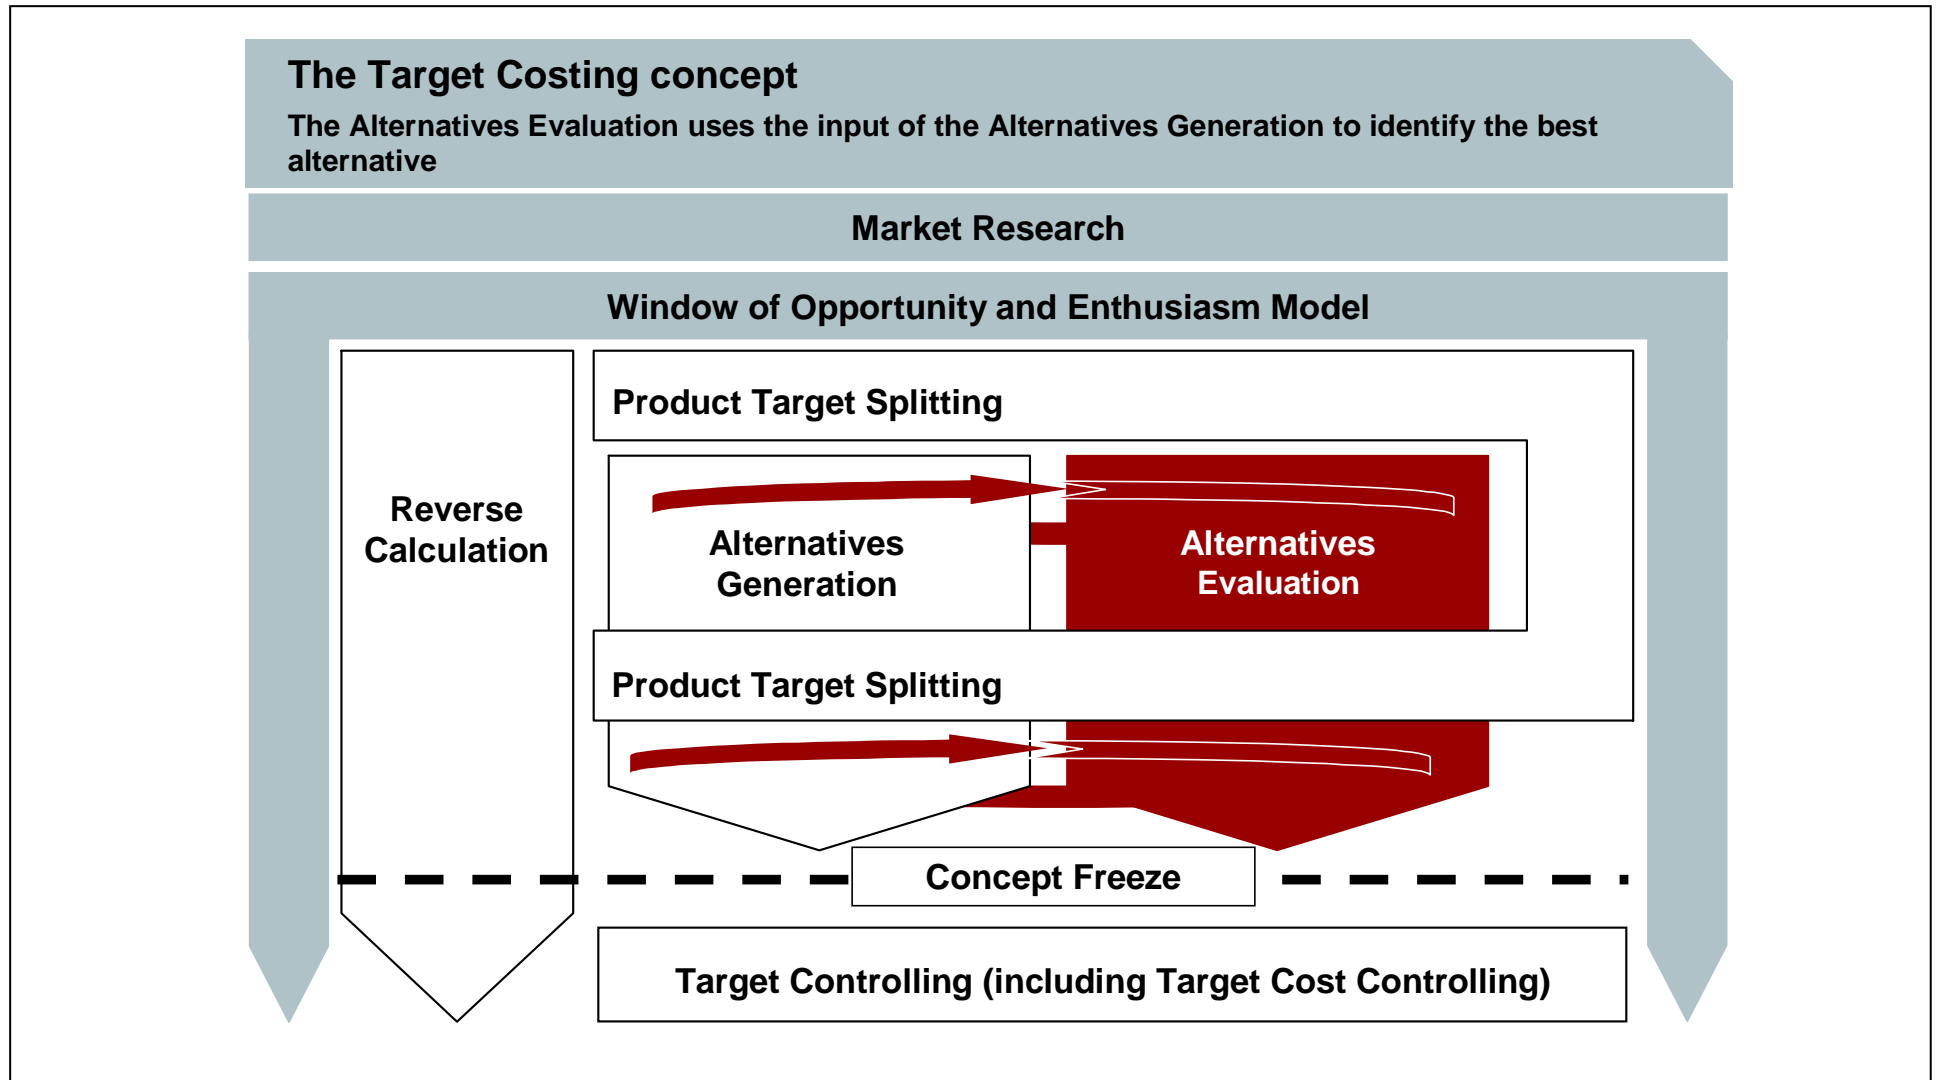 The Target Costing concept
The Alternatives Evaluation uses the input of the Alternatives Generation to identify the best
alternative
Market Research
Window of Opportunity and Enthusiasm Model
Product Target Splitting
Reverse
Calculation
Alternatives
Generation
Alternatives
Evaluation
Product Target Splitting
Concept Freeze
Target Controlling (including Target Cost Controlling)